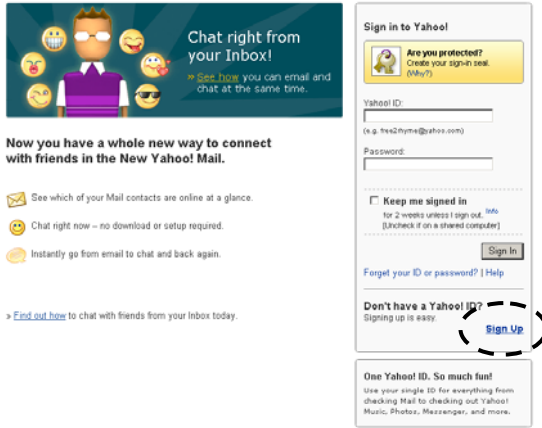 Chat right from
your Inbox!
» See how you can email and
chat at the same time.
Now you have a whole new way to connect
with friends in the New Yahoo! Mail.
See which of your Mail contacts are online at a glance.
Chat right now – no download or setup required.
Instantly go from email to chat and back again.
» Find out how to chat with friends from your Inbox today.
Sign in to Yahoo!
Are you protected?
Create your sign-in seal.
(Why?)
Yahoo! ID:
(e.g. free2rhyme@yahoo.com)
Password:
Keep me signed in
for 2 weeks unless I sign out. Info
[Uncheck if on a shared computer]
Sign In
Forget your ID or password? | Help
Don't have a Yahoo! ID?
Signing up is easy.
Sign Up
One Yahoo! ID. So much fun!
Use your single ID for everything from
checking Mail to checking out Yahoo!
Music, Photos, Messenger, and more.